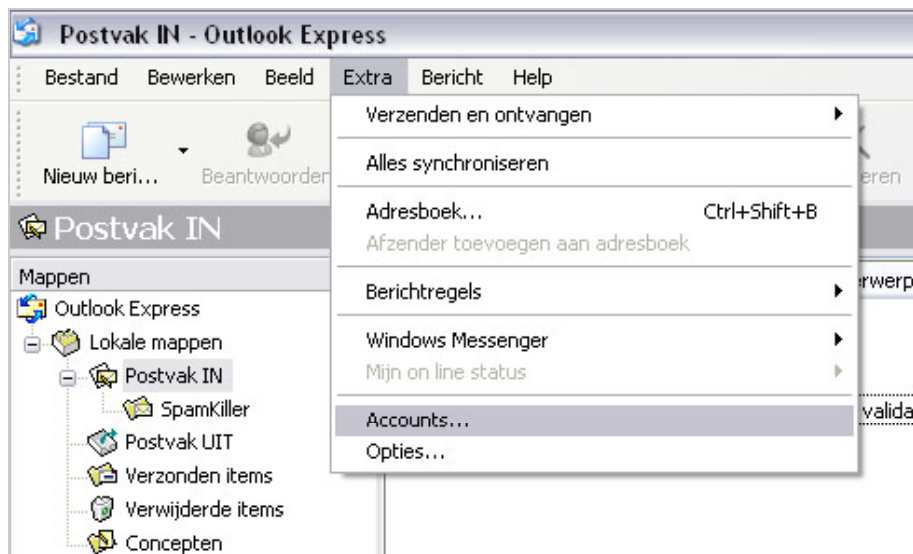 Postvak IN - Outlook Express
Bestand Bewerken Beeld Extra Bericht Help
Verzenden en ontvangen
Alles synchroniseren
Adresboek... Ctrl+Shift+B
Afzender toevoegen aan adresboek
Berichtregels
Windows Messenger
Mijn on line status
Accounts...
Opties...
Nieuw beri... Beantwoorden
Postvak IN
Mappen
Outlook Express
Lokale mappen
Postvak IN
SpamKiller
Postvak UIT
Verzonden items
Verwijderde items
Concepten